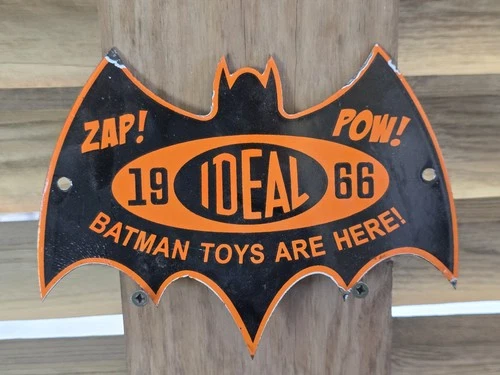 ZAP! POW!
19 IDEAL 66
BATMAN TOYS ARE HERE!